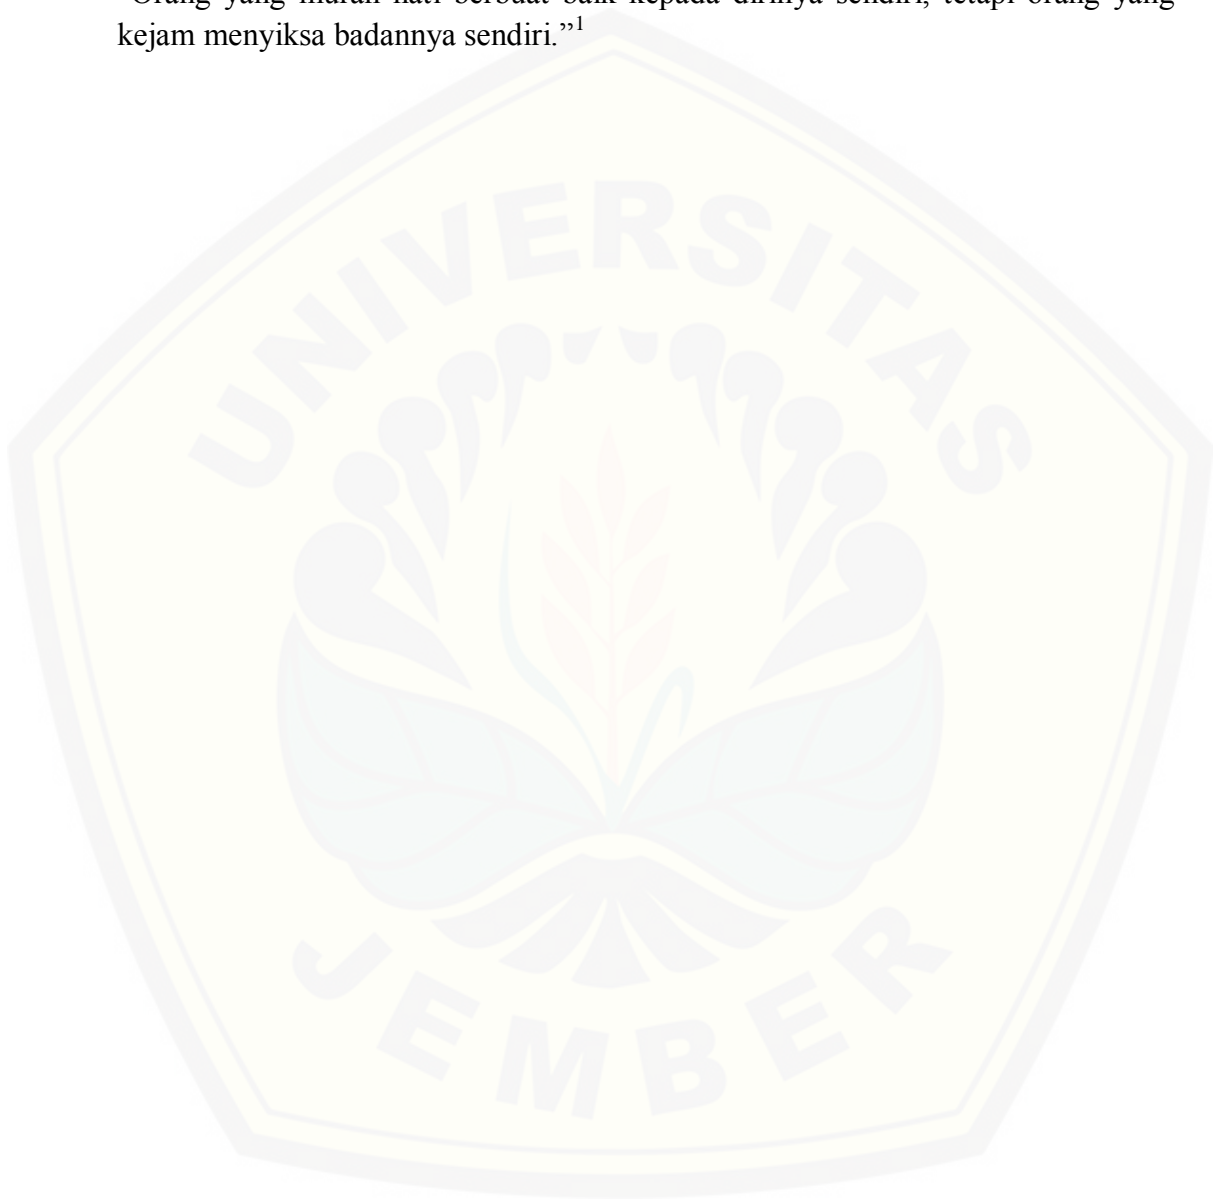 “Orang yang murah hati berbuat baik kepada dirinya sendiri, tetapi orang yang
kejam menyiksa badannya sendiri.”1
UNIVERSITAS
JEMBER